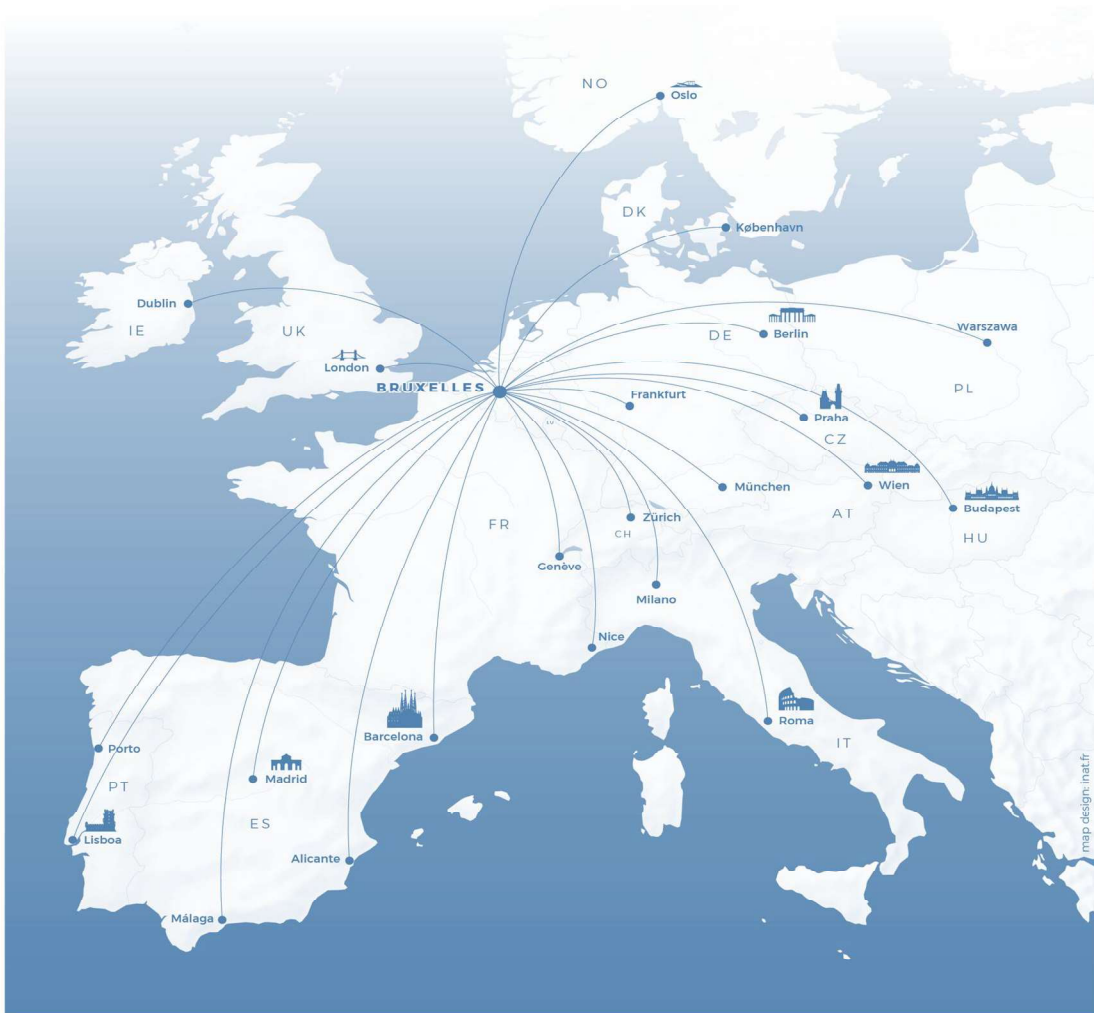 NO
Oslo
DK
København
Dublin
IE
UK
London
BRUXELLES
DE
Berlin
Warszawa
PL
Frankfurt
LU
Praha
CZ
München
Wien
AT
Budapest
HU
FR
Zürich
CH
Genève
Milano
Nice
Barcelona
Roma
IT
Porto
PT
Madrid
Lisboa
ES
Alicante
Málaga
map design: inat.fr